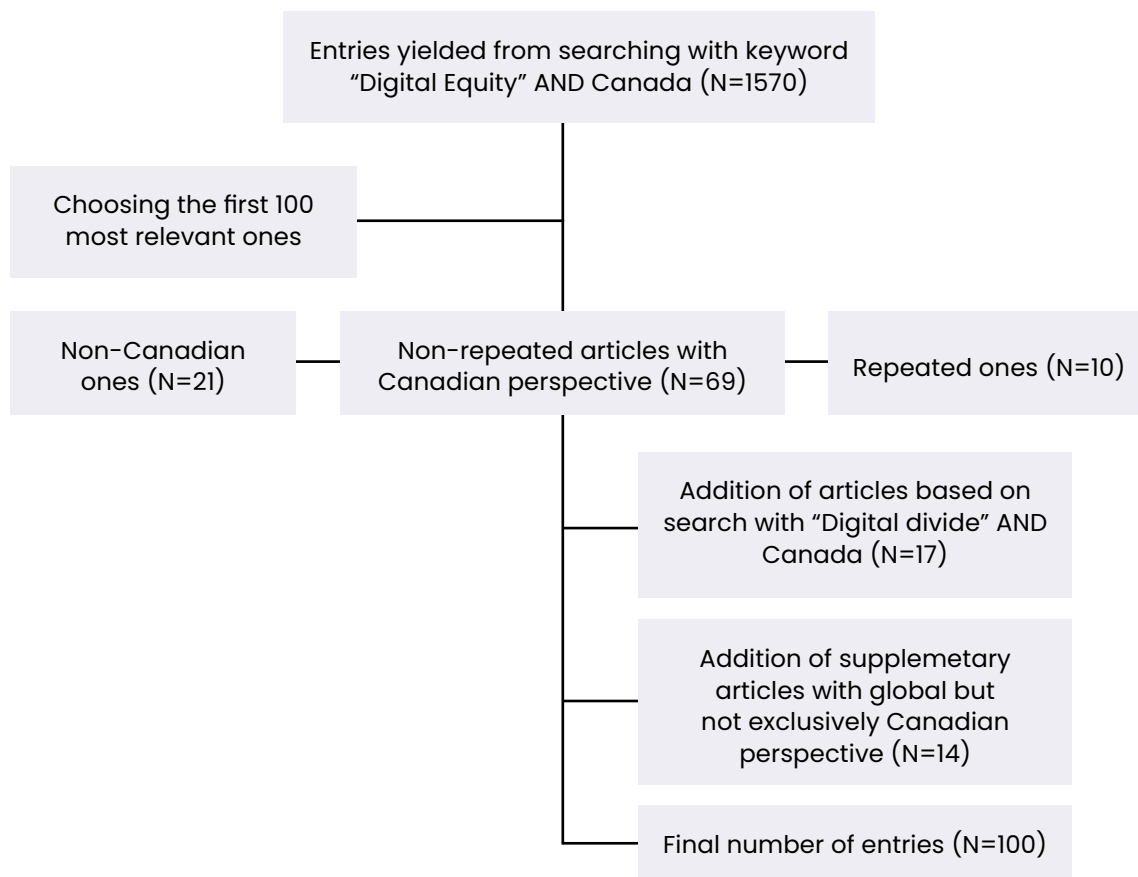 Entries yielded from searching with keyword
“Digital Equity” AND Canada (N=1570)
Choosing the first 100
most relevant ones
Non-Canadian
ones (N=21)
Non-repeated articles with
Canadian perspective (N=69)
Repeated ones (N=10)
Addition of articles based on
search with “Digital divide” AND
Canada (N=17)
Addition of supplemetary
articles with global but
not exclusively Canadian
perspective (N=14)
Final number of entries (N=100)